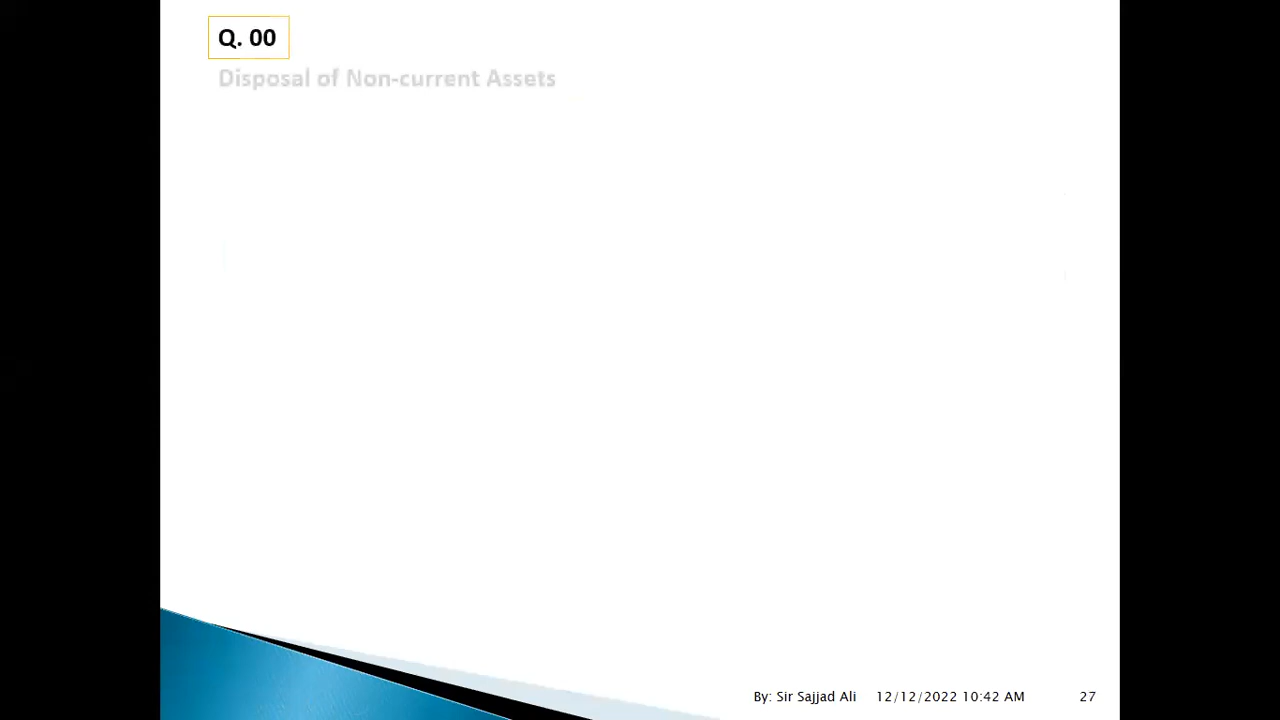 Q. 00
Disposal of Non-current Assets
By: Sir Sajjad Ali 12/12/2022 10:42 AM 27